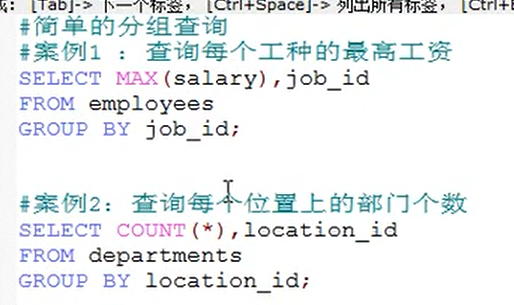 [Tab]-> 下一个标签, [Ctrl+Space]-> 列出所有标签, [Ctrl+E
#简单的分组查询
#案例1 : 查询每个工种的最高工资
SELECT MAX(salary),job_id
FROM employees
GROUP BY job_id;
#案例2: 查询每个位置上的部门个数
SELECT COUNT(*),location_id
FROM departments
GROUP BY location_id;